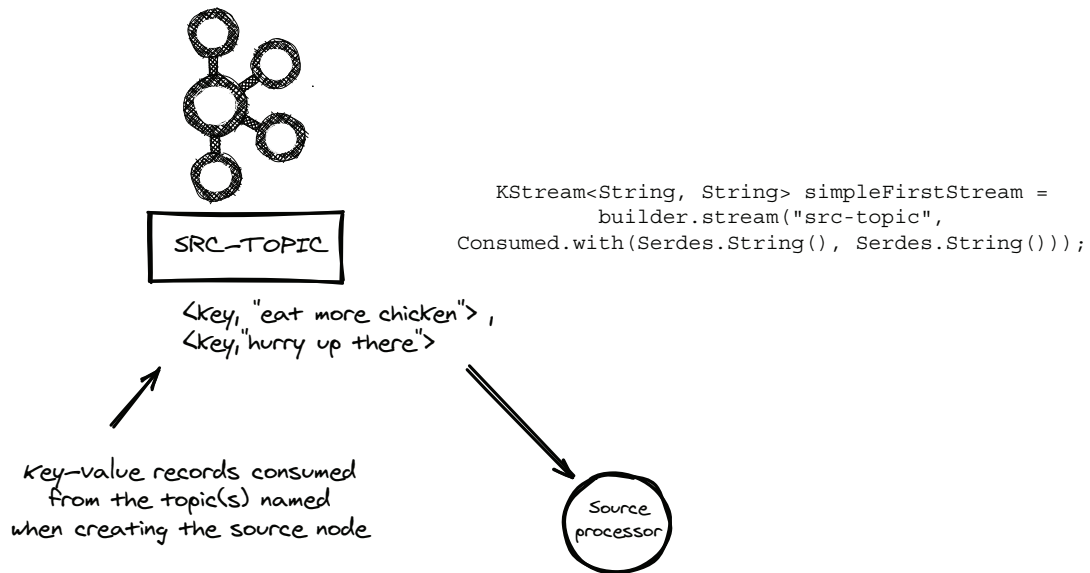 KStream<String, String> simpleFirstStream =
builder.stream("src-topic",
Consumed.with(Serdes.String(), Serdes.String()));
SRC-TOPIC
<key, "eat more chicken"> ,
<key,"hurry up there">
key-value records consumed
from the topic(s) named
when creating the source node
Source
processor